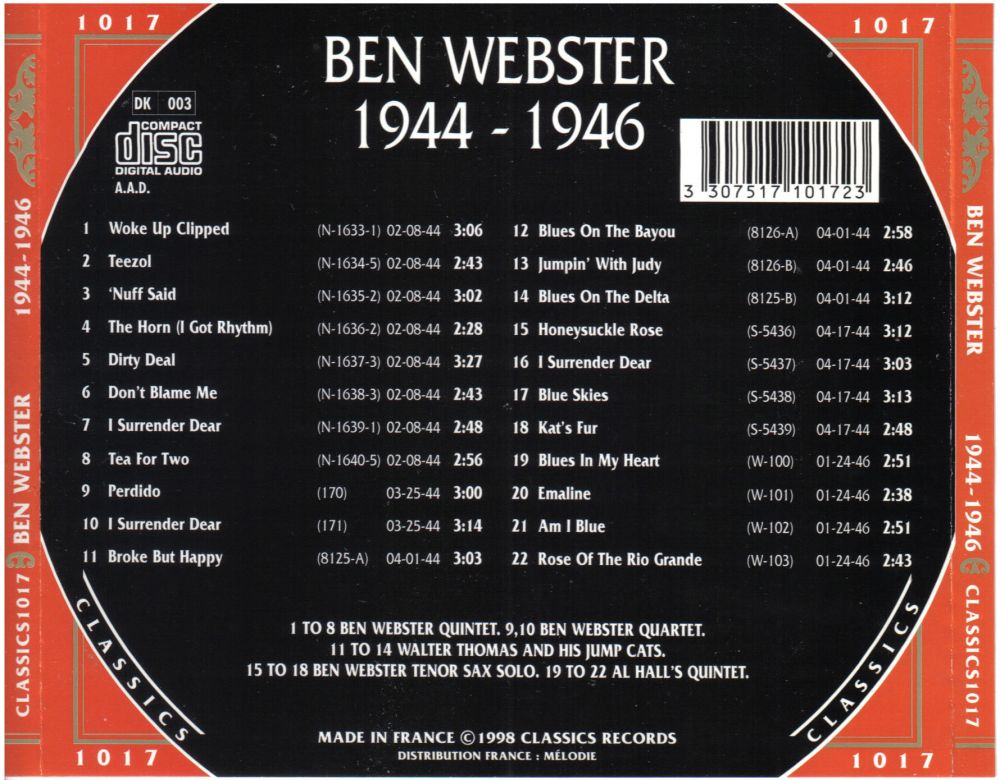 1017
1017
BEN WEBSTER
1944 - 1946
DK 003
COMPACT
disc
DIGITAL AUDIO
A.A.D.
3 307517 101723
1 Woke Up Clipped (N-1633-1) 02-08-44 3:06
2 Teezol (N-1634-5) 02-08-44 2:43
3 ‘Nuff Said (N-1635-2) 02-08-44 3:02
4 The Horn (I Got Rhythm) (N-1636-2) 02-08-44 2:28
5 Dirty Deal (N-1637-3) 02-08-44 3:27
6 Don't Blame Me (N-1638-3) 02-08-44 2:43
7 I Surrender Dear (N-1639-1) 02-08-44 2:48
8 Tea For Two (N-1640-5) 02-08-44 2:56
9 Perdido (170) 03-25-44 3:00
10 I Surrender Dear (171) 03-25-44 3:14
11 Broke But Happy (8125-A) 04-01-44 3:03
12 Blues On The Bayou (8126-A) 04-01-44 2:58
13 Jumpin' With Judy (8126-B) 04-01-44 2:46
14 Blues On The Delta (8125-B) 04-01-44 3:12
15 Honeysuckle Rose (S-5436) 04-17-44 3:12
16 I Surrender Dear (S-5437) 04-17-44 3:03
17 Blue Skies (S-5438) 04-17-44 3:13
18 Kat's Fur (S-5439) 04-17-44 2:48
19 Blues In My Heart (W-100) 01-24-46 2:51
20 Emaline (W-101) 01-24-46 2:38
21 Am I Blue (W-102) 01-24-46 2:51
22 Rose Of The Rio Grande (W-103) 01-24-46 2:43
1 TO 8 BEN WEBSTER QUINTET. 9,10 BEN WEBSTER QUARTET.
11 TO 14 WALTER THOMAS AND HIS JUMP CATS.
15 TO 18 BEN WEBSTER TENOR SAX SOLO. 19 TO 22 AL HALL'S QUINTET.
MADE IN FRANCE ©1998 CLASSICS RECORDS
DISTRIBUTION FRANCE : MÉLODIE
CLASSICS
CLASSICS
1017
1017
CLASSICS1017 BEN WEBSTER 1944-1946
BEN WEBSTER 1944-1946 CLASSICS1017